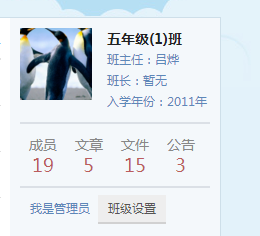 五年级(1)班
班主任：吕烨
班长：暂无
入学年份：2011年
成员 文章 文件 公告
19 5 15 3
我是管理员 班级设置